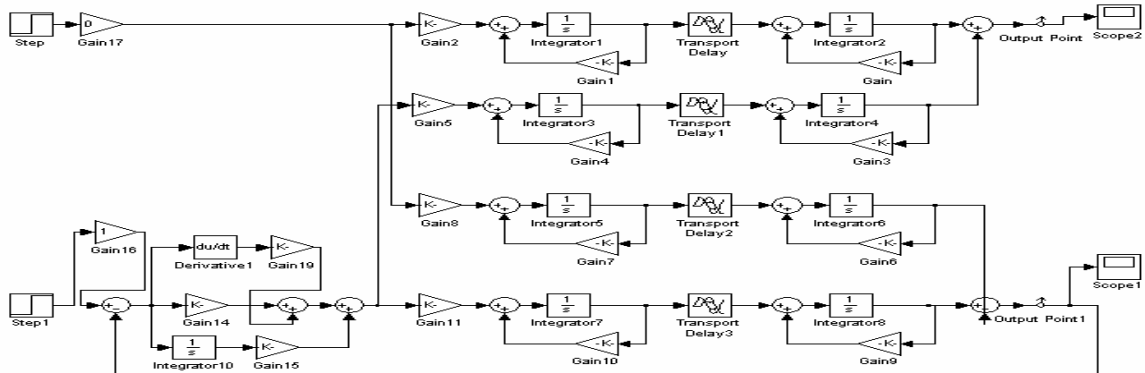 Step
0
Gain17
K-
Gain2
1
s
Integrator1
-K-
Gain1
Transport
Delay
1
s
Integrator2
-K-
Gain
Output Point
Scope2
K-
Gain5
1
s
Integrator3
-K-
Gain4
Transport
Delay1
1
s
Integrator4
-K-
Gain3
K-
Gain8
1
s
Integrator5
-K-
Gain7
Transport
Delay2
1
s
Integrator6
-K-
Gain6
1
Gain16
du/dt
Derivative1
K-
Gain19
Step1
K-
Gain14
1
s
Integrator10
K-
Gain15
K-
Gain11
1
s
Integrator7
-K-
Gain10
Transport
Delay3
1
s
Integrator8
-K-
Gain9
Output Point1
Scope1